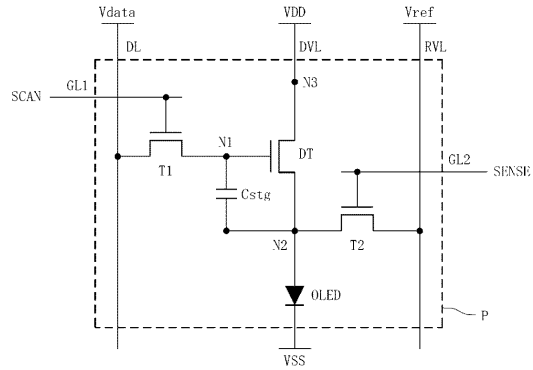 Vdata VDD Vref
DL DVL RVL
GL1 N3
SCAN
N1 DT GL2
T1 SENSE
Cstg
N2 T2
OLED
P
VSS